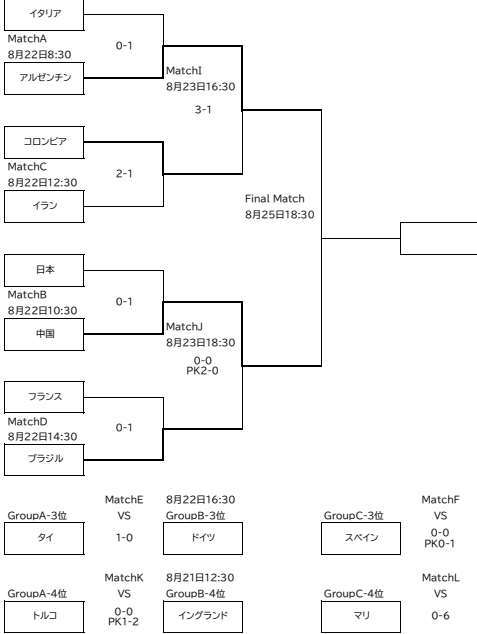 イタリア
MatchA
8月22日8:30
0-1
アルゼンチン
MatchI
8月23日16:30
3-1
コロンビア
MatchC
8月22日12:30
2-1
イラン
Final Match
8月25日18:30
日本
MatchB
8月22日10:30
0-1
中国
MatchJ
8月23日18:30
0-0
PK2-0
フランス
MatchD
8月22日14:30
0-1
ブラジル
MatchE 8月22日16:30 MatchF
GroupA-3位 VS GroupB-3位 GroupC-3位 VS
タイ 1-0 ドイツ スペイン 0-0
PK0-1
MatchK 8月21日12:30 MatchL
GroupA-4位 VS GroupB-4位 GroupC-4位 VS
トルコ 0-0 イングランド マリ 0-6
PK1-2